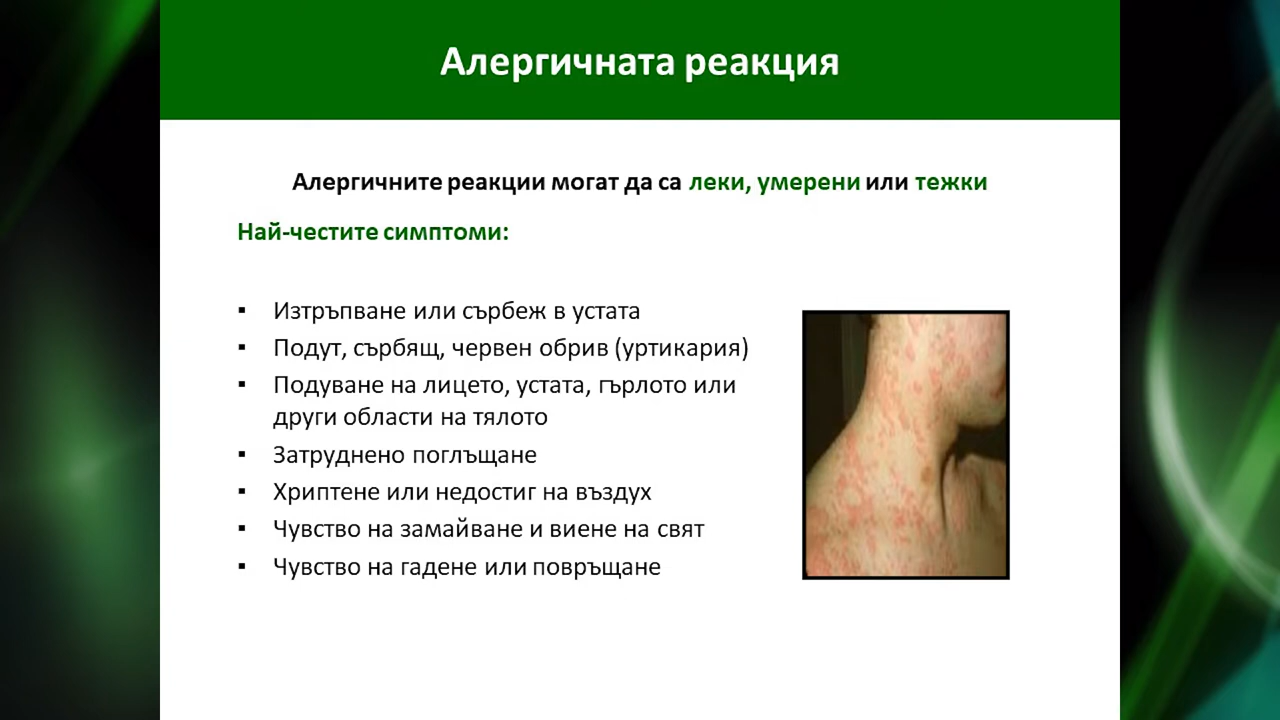 Алергичната реакция
Алергичните реакции могат да са леки, умерени или тежки
Най-честите симптоми:
▪ Изтръпване или сърбеж в устата
▪ Подут, сърбящ, червен обрив (уртикария)
▪ Подуване на лицето, устата, гърлото или
други области на тялото
▪ Затруднено поглъщане
▪ Хриптене или недостиг на въздух
▪ Чувство на замайване и виене на свят
▪ Чувство на гадене или повръщане